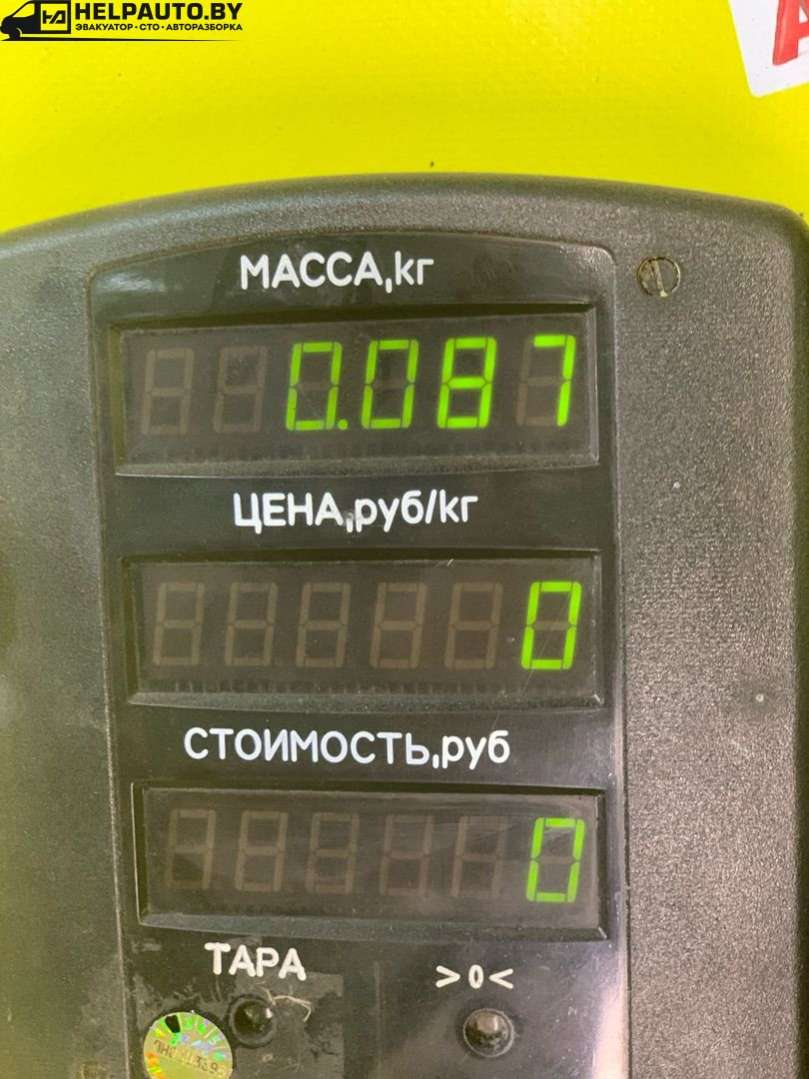 HELPAUTO.BY
ЭВАКУАТОР · СТО · АВТОРАЗБОРКА
МАССА,кг
0.087
ЦЕНА,руб/кг
0
СТОИМОСТЬ,руб
0
ТАРА
>0<